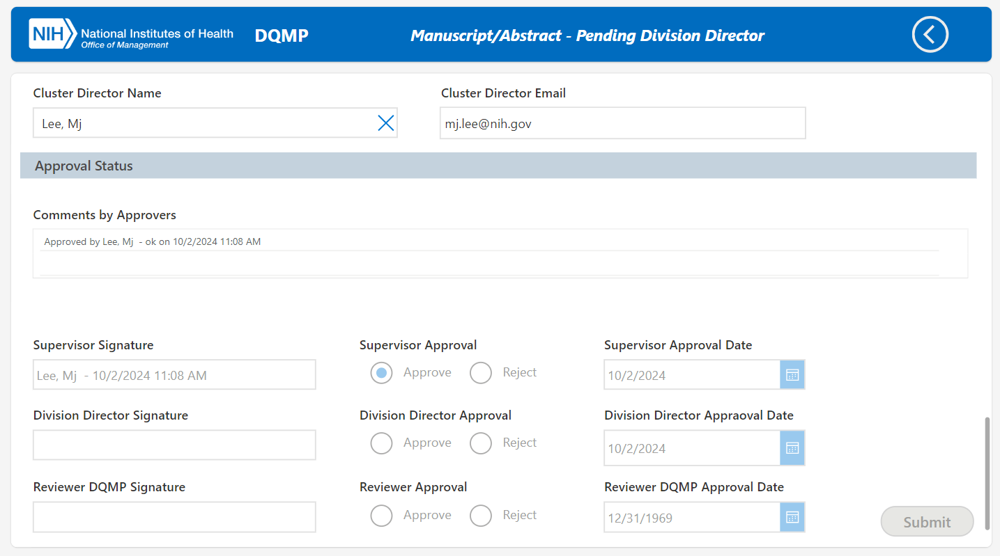 NIH National Institutes of Health
Office of Management
DQMP
Manuscript/Abstract - Pending Division Director
Cluster Director Name
Cluster Director Email
Lee, Mj
mj.lee@nih.gov
Approval Status
Comments by Approvers
Approved by Lee, Mj - ok on 10/2/2024 11:08 AM
Supervisor Signature
Supervisor Approval
Supervisor Approval Date
Lee, Mj - 10/2/2024 11:08 AM
Approve
Reject
10/2/2024
Division Director Signature
Division Director Approval
Division Director Appraoval Date
Approve
Reject
10/2/2024
Reviewer DQMP Signature
Reviewer Approval
Reviewer DQMP Approval Date
Approve
Reject
12/31/1969
Submit